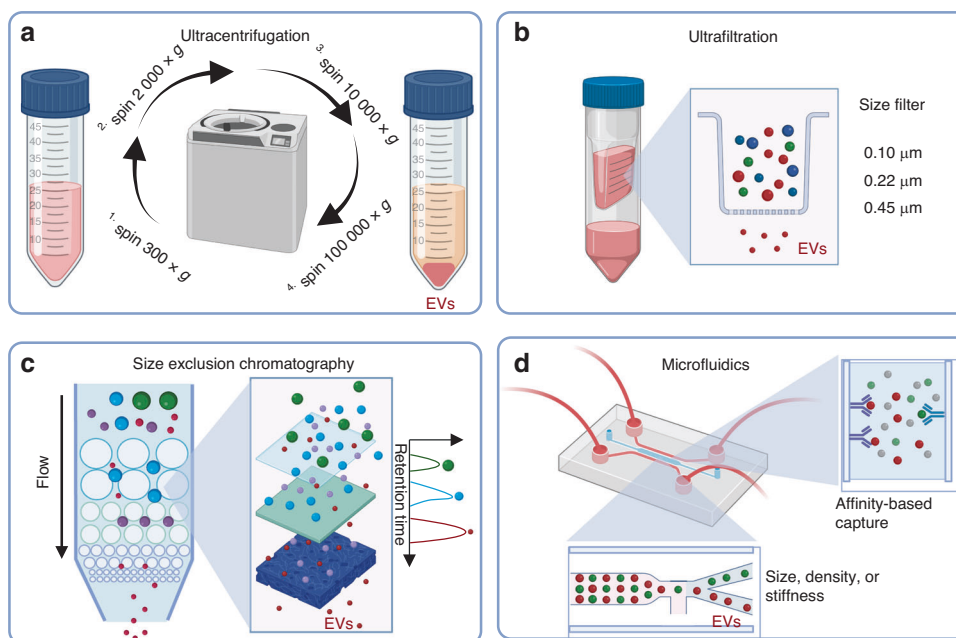 a
Ultracentrifugation
1. spin 300 × g
2. spin 2 000 × g
3. spin 10 000 × g
4. spin 100 000 × g
45
40
35
30
25
20
15
10
45
40
35
30
25
20
15
10
EVs
b
Ultrafiltration
Size filter
0.10 μm
0.22 μm
0.45 μm
EVs
c
Size exclusion chromatography
Flow
Retention time
EVs
d
Microfluidics
Affinity-based
capture
Size, density, or
stiffness
EVs